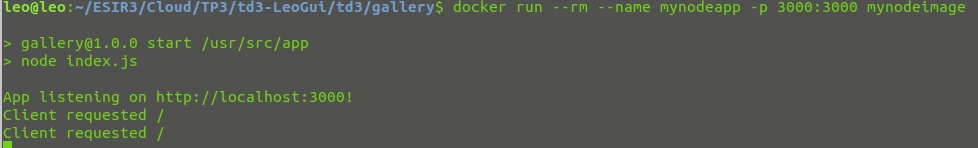 leo@leo:~/ESIR3/Cloud/TP3/td3-LeoGui/td3/gallery$ docker run --rm --name mynodeapp -p 3000:3000 mynodeimage
> gallery@1.0.0 start /usr/src/app
> node index.js
App listening on http://localhost:3000!
Client requested /
Client requested /